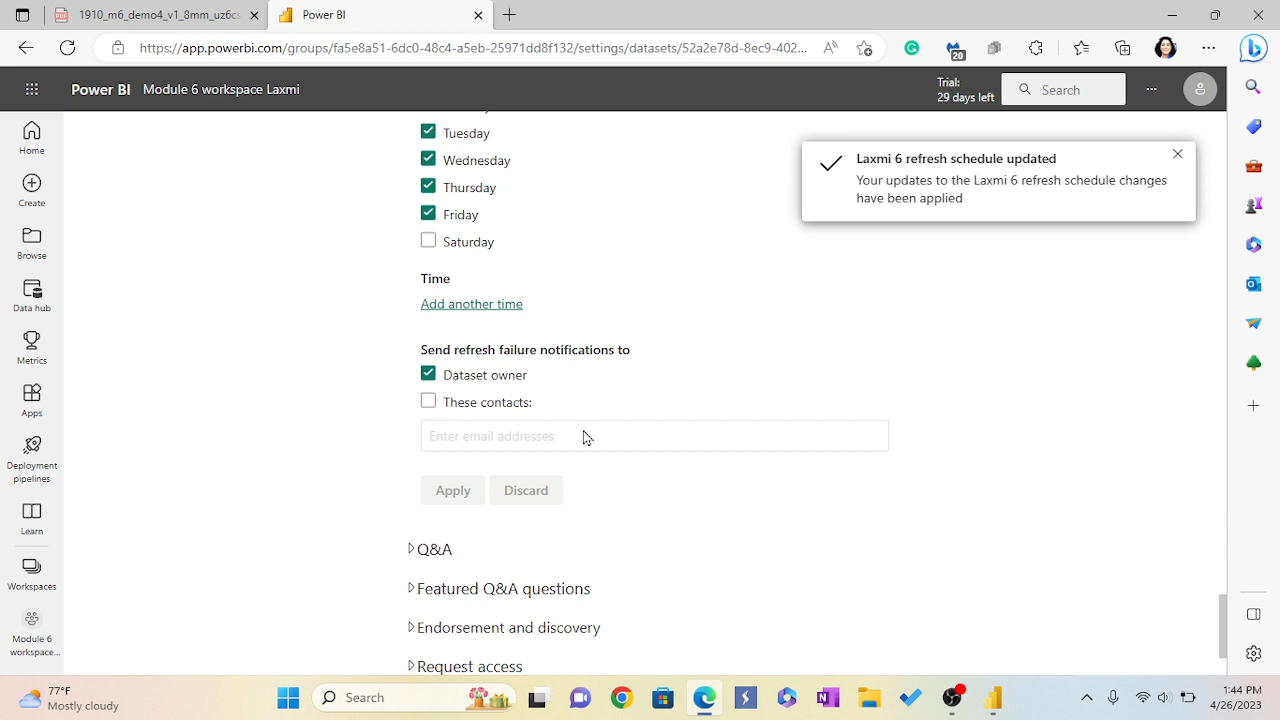 1910_m6_demo4_v1_8mm_uz6cs
Power BI
https://app.powerbi.com/groups/fa5e8a51-6dc0-48c4-a5eb-25971dd8f132/settings/datasets/52a2e78d-8ec9-402...
20
Power BI Module 6 workspace Laxmi
Trial:
29 days left
Search
Home
Create
Browse
Data hub
Metrics
Apps
Deployment
pipelines
Learn
Workspaces
Module 6
workspace...
Tuesday
Wednesday
Thursday
Friday
Saturday
Laxmi 6 refresh schedule updated
Your updates to the Laxmi 6 refresh schedule changes
have been applied
Time
Add another time
Send refresh failure notifications to
Dataset owner
These contacts:
Enter email addresses
Apply Discard
Q&A
Featured Q&A questions
Endorsement and discovery
Request access
77°F
Mostly cloudy
Search
1:44 PM
4/26/2023